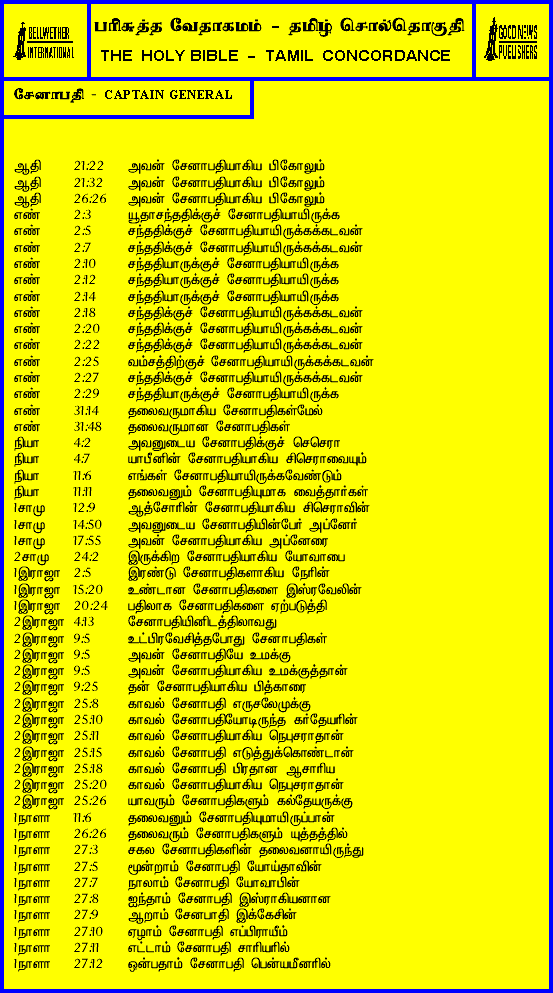 BELLWETHER
INTERNATIONAL
பரிசுத்த வேதாகமம் - தமிழ் சொல்தொகுதி
THE HOLY BIBLE - TAMIL CONCORDANCE
GOOD NEWS
PUBLISHERS
சேனாபதி - CAPTAIN GENERAL
ஆதி 21:22 அவன் சேனாபதியாகிய பிகோலும்
ஆதி 21:32 அவன் சேனாபதியாகிய பிகோலும்
ஆதி 26:26 அவன் சேனாபதியாகிய பிகோலும்
எண் 2:3 யூதாசந்ததிக்குச் சேனாபதியாயிருக்க
எண் 2:5 சந்ததிக்குச் சேனாபதியாயிருக்கக்கடவன்
எண் 2:7 சந்ததிக்குச் சேனாபதியாயிருக்கக்கடவன்
எண் 2:10 சந்ததியாருக்குச் சேனாபதியாயிருக்க
எண் 2:12 சந்ததியாருக்குச் சேனாபதியாயிருக்க
எண் 2:14 சந்ததியாருக்குச் சேனாபதியாயிருக்க
எண் 2:18 சந்ததிக்குச் சேனாபதியாயிருக்கக்கடவன்
எண் 2:20 சந்ததிக்குச் சேனாபதியாயிருக்கக்கடவன்
எண் 2:22 சந்ததிக்குச் சேனாபதியாயிருக்கக்கடவன்
எண் 2:25 வம்சத்திற்குச் சேனாபதியாயிருக்கக்கடவன்
எண் 2:27 சந்ததிக்குச் சேனாபதியாயிருக்கக்கடவன்
எண் 2:29 சந்ததியாருக்குச் சேனாபதியாயிருக்க
எண் 31:14 தலைவருமாகிய சேனாபதிகள்மேல்
எண் 31:48 தலைவருமான சேனாபதிகள்
நியா 4:2 அவனுடைய சேனாபதிக்குச் செசெரா
நியா 4:7 யாபீனின் சேனாபதியாகிய சிசெராவையும்
நியா 11:6 எங்கள் சேனாபதியாயிருக்கவேண்டும்
நியா 11:11 தலைவனும் சேனாபதியுமாக வைத்தார்கள்
1சாமு 12:9 ஆத்சோரின் சேனாபதியாகிய சிசெராவின்
1சாமு 14:50 அவனுடைய சேனாபதியின்பேர் அப்னேர்
1சாமு 17:55 அவன் சேனாபதியாகிய அப்னேரை
2சாமு 24:2 இருக்கிற சேனாபதியாகிய யோவாபை
1இராஜா 2:5 இரண்டு சேனாபதிகளாகிய நேரின்
1இராஜா 15:20 உண்டான சேனாபதிகளை இஸ்ரவேலின்
1இராஜா 20:24 பதிலாக சேனாபதிகளை ஏற்படுத்தி
2இராஜா 4:13 சேனாபதியினிடத்திலாவது
2இராஜா 9:5 உட்பிரவேசித்தபோது சேனாபதிகள்
2இராஜா 9:5 அவன் சேனாபதியே உமக்கு
2இராஜா 9:5 அவன் சேனாபதியாகிய உமக்குத்தான்
2இராஜா 9:25 தன் சேனாபதியாகிய பித்காரை
2இராஜா 25:8 காவல் சேனாபதி எருசலேமுக்கு
2இராஜா 25:10 காவல் சேனாபதியோடிருந்த கர்தேயரின்
2இராஜா 25:11 காவல் சேனாபதியாகிய நெபுசராதான்
2இராஜா 25:15 காவல் சேனாபதி எடுத்துக்கொண்டான்
2இராஜா 25:18 காவல் சேனாபதி பிரதான ஆசாரிய
2இராஜா 25:20 காவல் சேனாபதியாகிய நெபுசராதான்
2இராஜா 25:26 யாவரும் சேனாபதிகளும் கல்தேயருக்கு
1நாளா 11:6 தலைவனும் சேனாபதியுமாயிருப்பான்
1நாளா 26:26 தலைவரும் சேனாபதிகளும் யுத்தத்தில்
1நாளா 27:3 சகல சேனாபதிகளின் தலைவனாயிருந்து
1நாளா 27:5 மூன்றாம் சேனாபதி யோய்தாவின்
1நாளா 27:7 நாலாம் சேனாபதி யோவாபின்
1நாளா 27:8 ஐந்தாம் சேனாபதி இஸ்ராகியனான
1நாளா 27:9 ஆறாம் சேனபாதி இக்கேசின்
1நாளா 27:10 ஏழாம் சேனாபதி எப்பிராயீம்
1நாளா 27:11 எட்டாம் சேனாபதி சாரியரில்
1நாளா 27:12 ஒன்பதாம் சேனாபதி பென்யமீனரில்